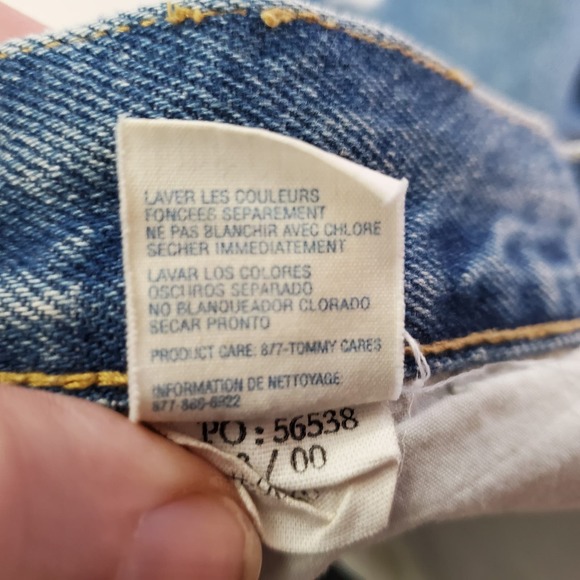 LAVER LES COULEURS
FONCEES SEPAREMENT
NE PAS BLANCHIR AVEC CHLORE
SECHER IMMEDIATEMENT
LAVAR LOS COLORES
OSCUROS SEPARADO
NO BLANQUEADOR CLORADO
SECAR PRONTO
PRODUCT CARE: 877-TOMMY CARES
INFORMATION DE NETTOYAGE:
877-866-6922
PO: 56538
/ 00